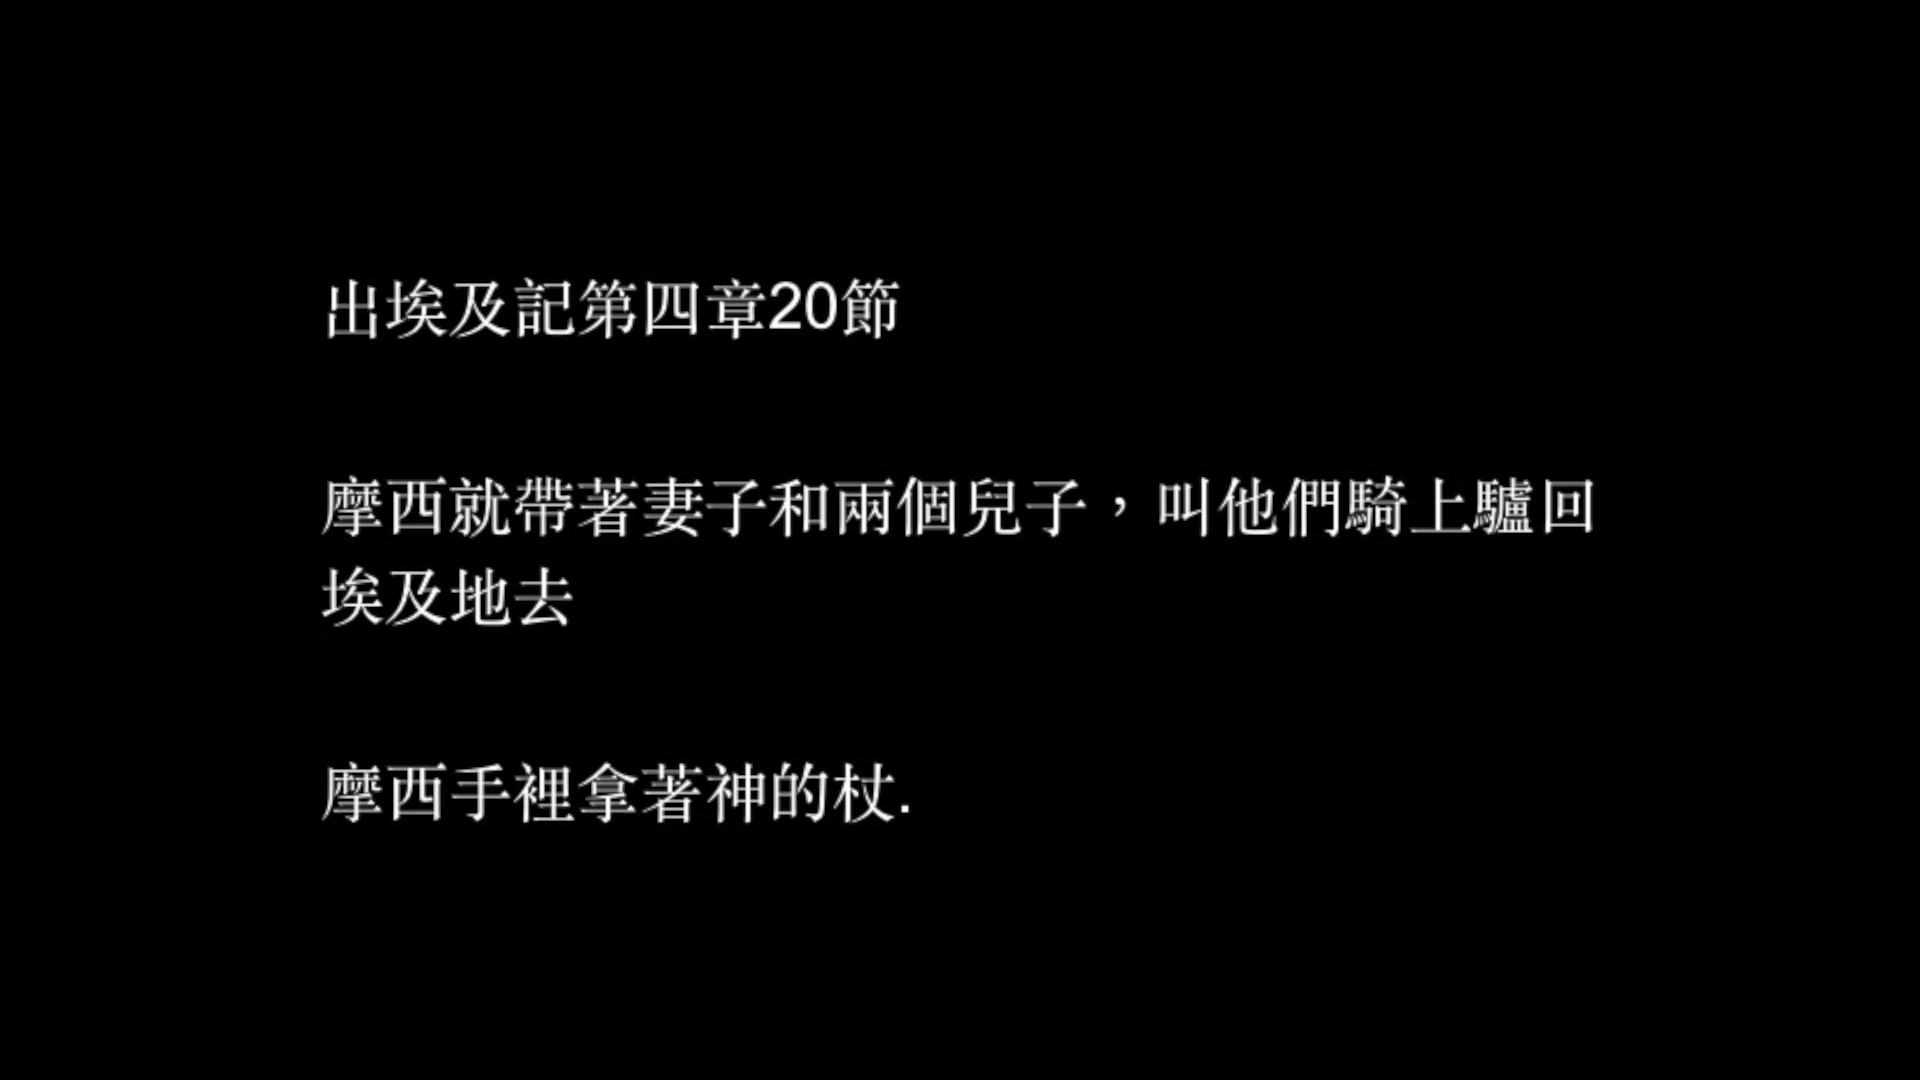 出埃及記第四章20節
摩西就帶著妻子和兩個兒子，叫他們騎上驢回
埃及地去
摩西手裡拿著神的杖.